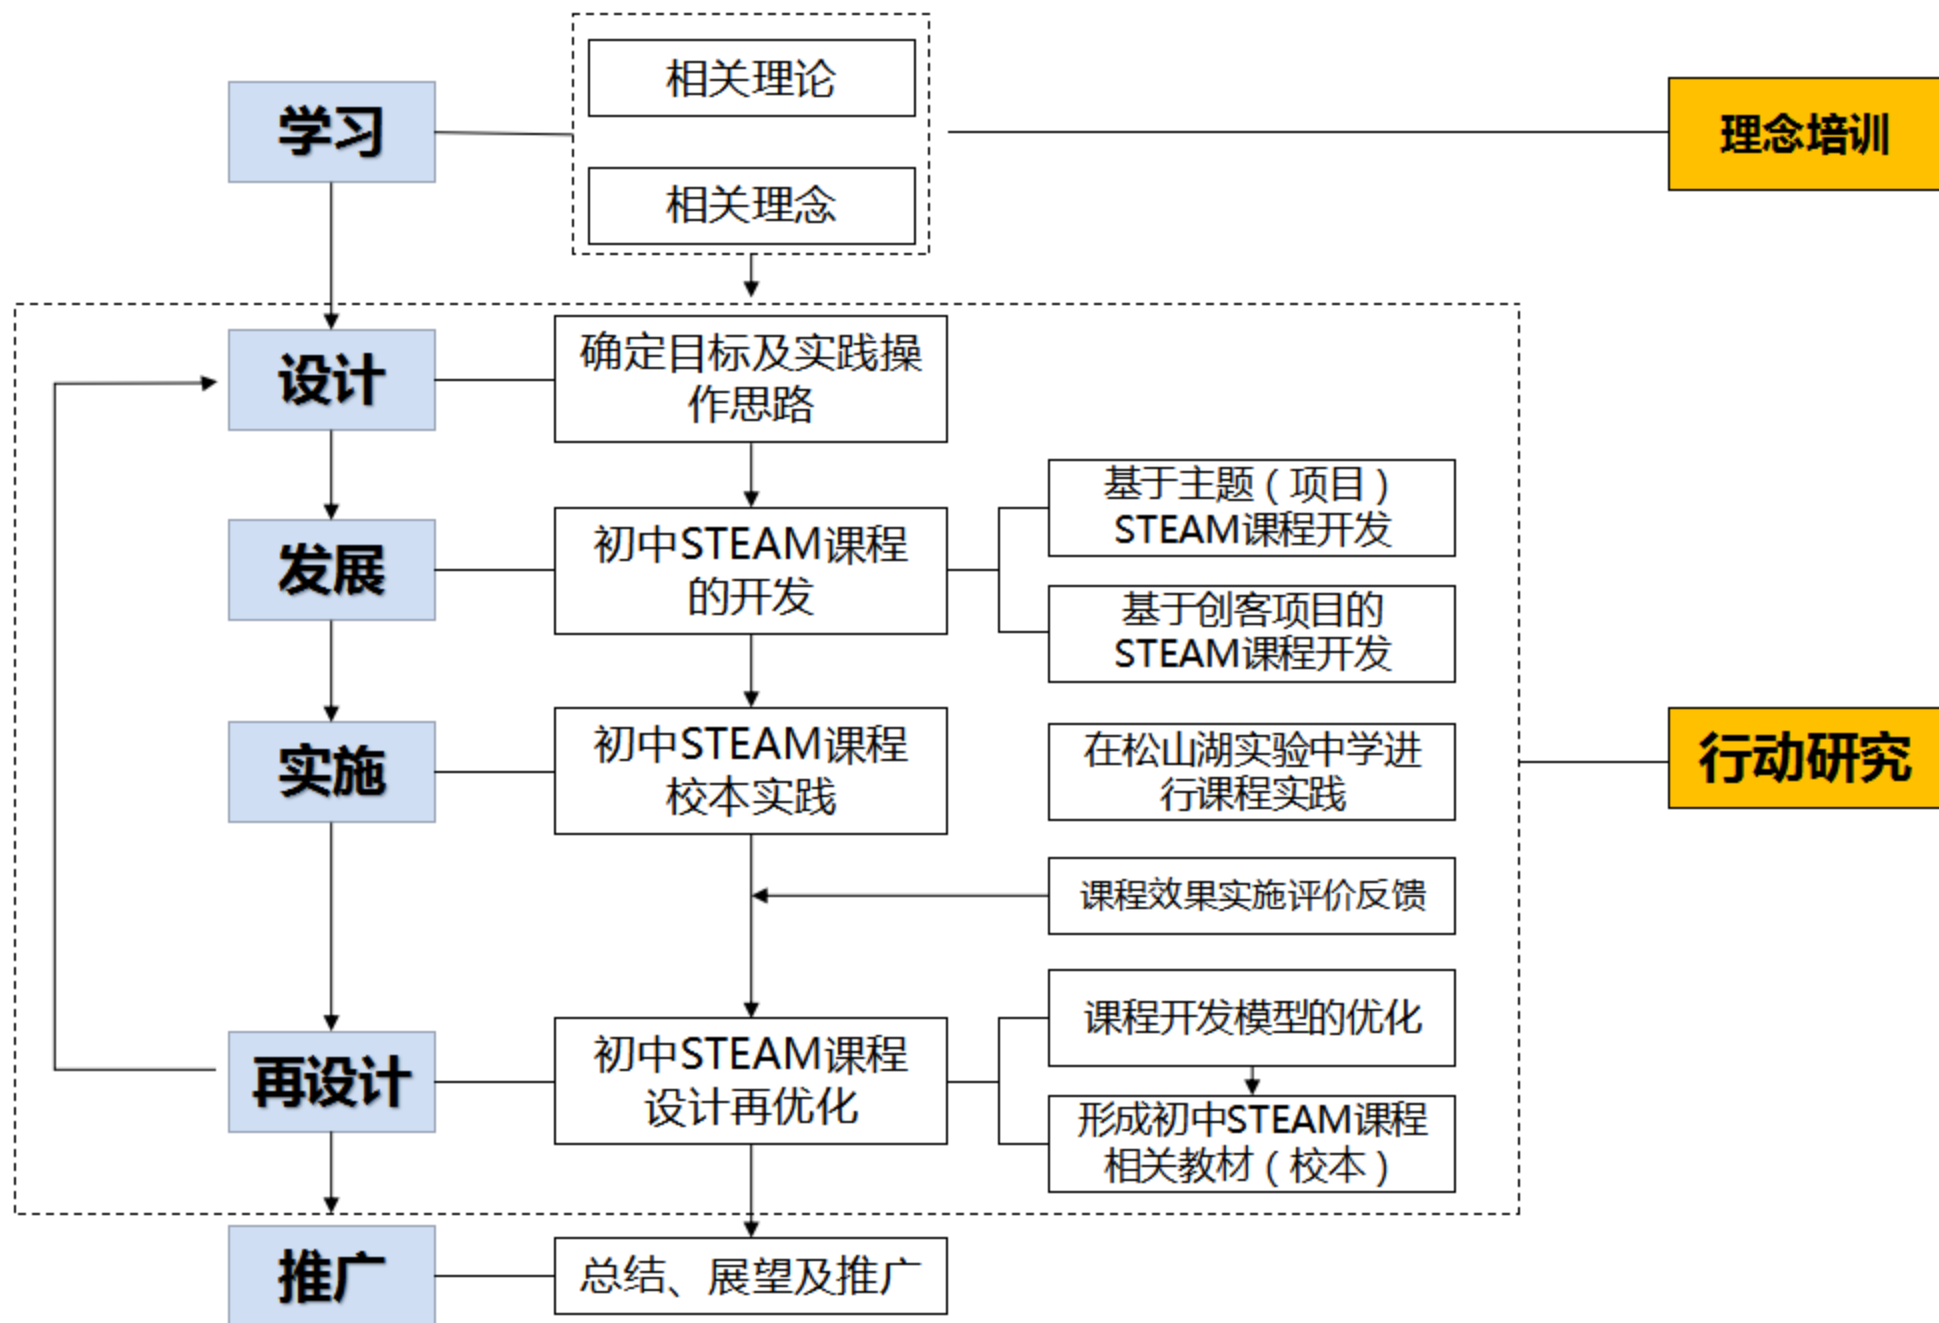 相关理论
学习
理念培训
相关理念
设计
确定目标及实践操
作思路
发展
初中STEAM课程
的开发
基于主题（项目）
STEAM课程开发
基于创客项目的
STEAM课程开发
实施
初中STEAM课程
校本实践
在松山湖实验中学进
行课程实践
行动研究
课程效果实施评价反馈
再设计
初中STEAM课程
设计再优化
课程开发模型的优化
形成初中STEAM课程
相关教材（校本）
推广
总结、展望及推广